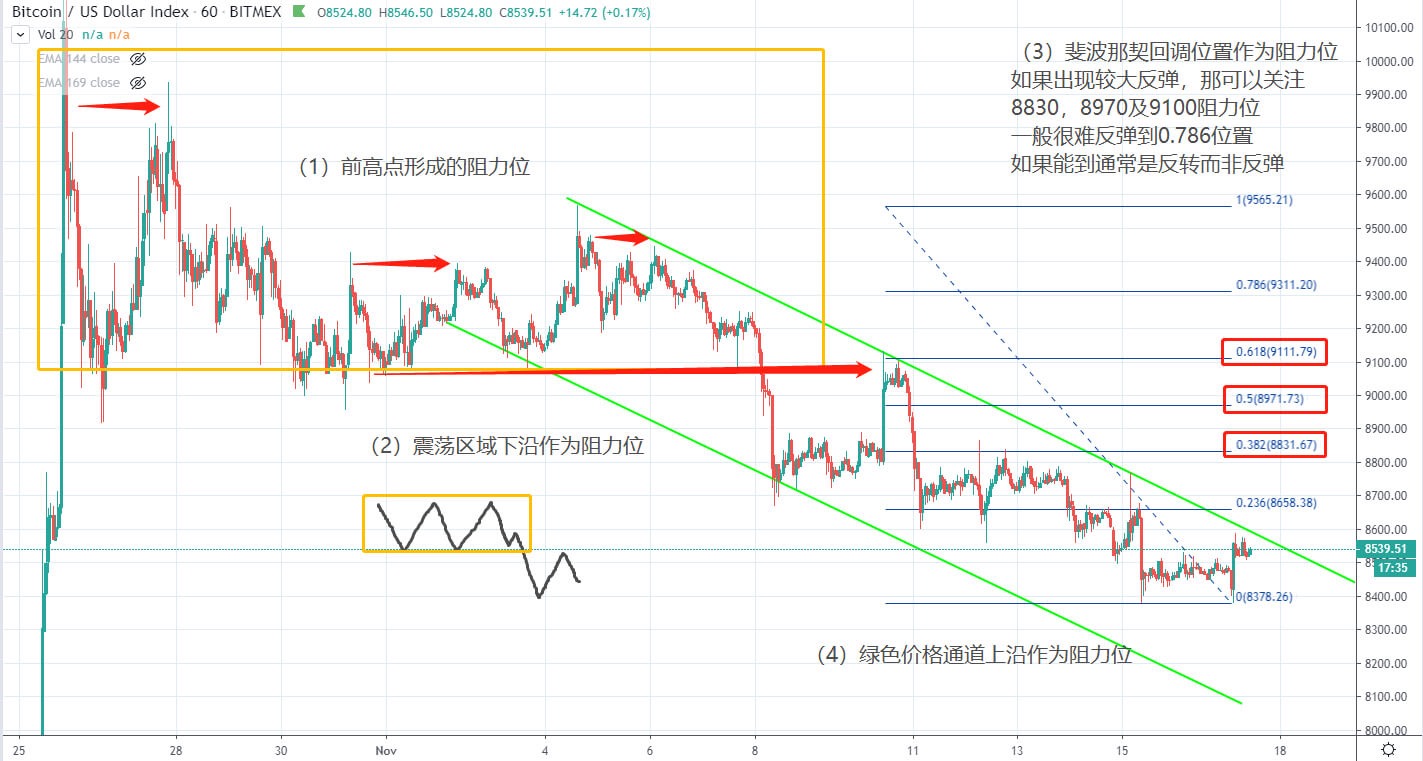 Bitcoin / US Dollar Index · 60 · BITMEX O8524.80 H8546.50 L8524.80 C8539.51 +14.72 (+0.17%)
Vol 20 n/a n/a
EMA 144 close
EMA 169 close
(1）前高点形成的阻力位
（2）震荡区域下沿作为阻力位
（3）斐波那契回调位置作为阻力位
如果出现较大反弹，那可以关注
8830，8970及9100阻力位
一般很难反弹到0.786位置
如果能到通常是反转而非反弹
1(9565.21)
0.786(9311.20)
0.618(9111.79)
0.5(8971.73)
0.382(8831.67)
0.236(8658.38)
0(8378.26)
（4）绿色价格通道上沿作为阻力位
10100.00
10000.00
9900.00
9800.00
9700.00
9600.00
9500.00
9400.00
9300.00
9200.00
9100.00
9000.00
8900.00
8800.00
8700.00
8600.00
8539.51
17:35
8400.00
8300.00
8200.00
8100.00
8000.00
25 28 30 Nov 4 6 8 11 13 15 18